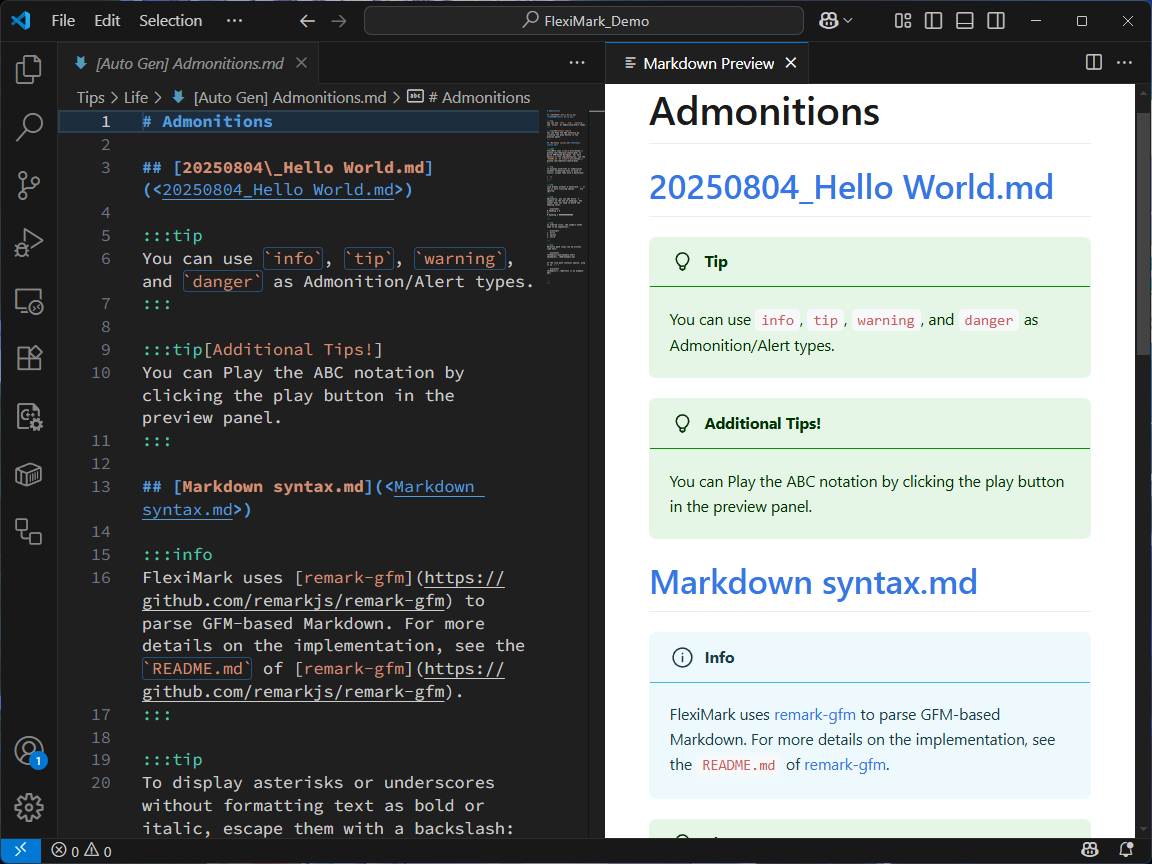 File Edit Selection ··· FlexiMark_Demo
[Auto Gen] Admonitions.md
Tips > Life > [Auto Gen] Admonitions.md > abc # Admonitions
1 # Admonitions
2
3 ## [20250804\_Hello World.md]
(<20250804_Hello World.md>)
4
5 :::tip
6 You can use `info`, `tip`, `warning`,
and `danger` as Admonition/Alert types.
7 :::
8
9 :::tip[Additional Tips!]
10 You can Play the ABC notation by
clicking the play button in the
preview panel.
11 :::
12
13 ## [Markdown syntax.md](<Markdown
syntax.md>)
14
15 :::info
16 FlexiMark uses [remark-gfm](https://
github.com/remarkjs/remark-gfm) to
parse GFM-based Markdown. For more
details on the implementation, see the
`README.md` of [remark-gfm](https://
github.com/remarkjs/remark-gfm).
17 :::
18
19 :::tip
20 To display asterisks or underscores
without formatting text as bold or
italic, escape them with a backslash:
Markdown Preview
Admonitions
20250804_Hello World.md
Tip
You can use info, tip, warning, and danger as
Admonition/Alert types.
Additional Tips!
You can Play the ABC notation by clicking the play button
in the preview panel.
Markdown syntax.md
Info
FlexiMark uses remark-gfm to parse GFM-based
Markdown. For more details on the implementation, see
the README.md of remark-gfm.
1
0 0